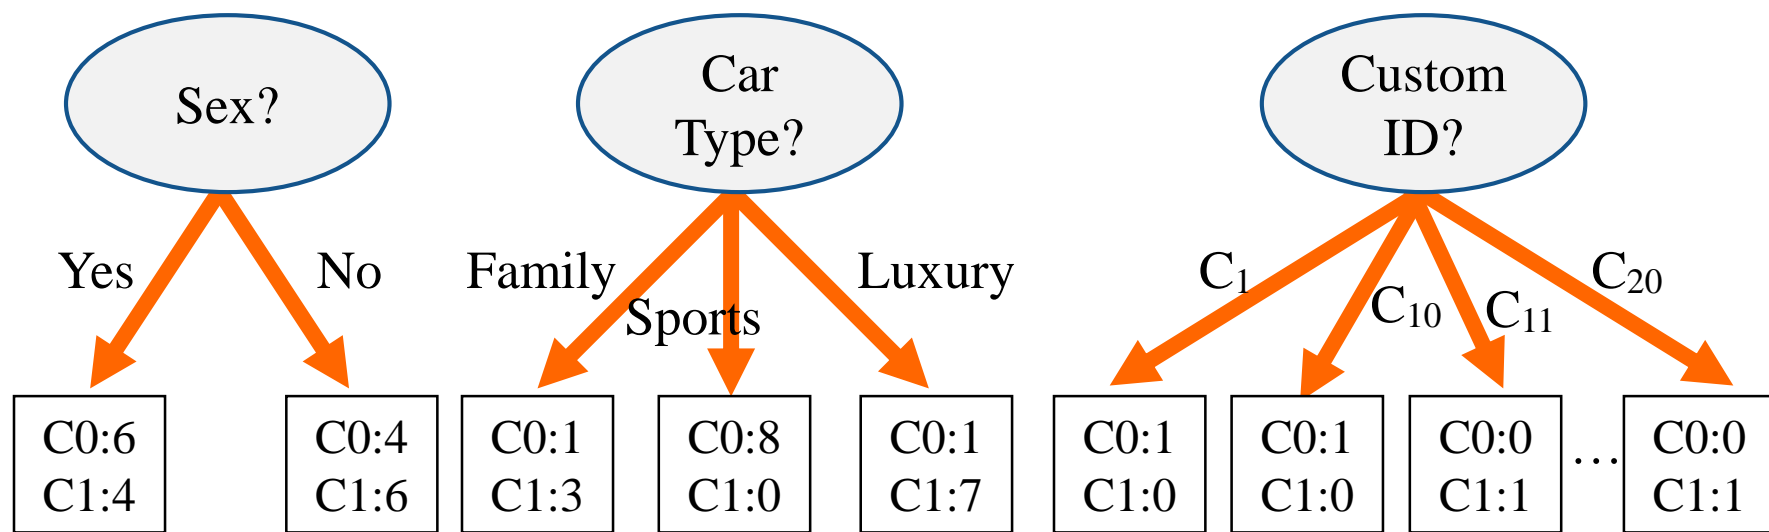 Sex?
Car
Type?
Custom
ID?
Yes
No
Family
Sports
Luxury
C₁
C₁₀
C₁₁
C₂₀
C0:6
C1:4
C0:4
C1:6
C0:1
C1:3
C0:8
C1:0
C0:1
C1:7
C0:1
C1:0
C0:1
C1:0
C0:0
C1:1
...
C0:0
C1:1